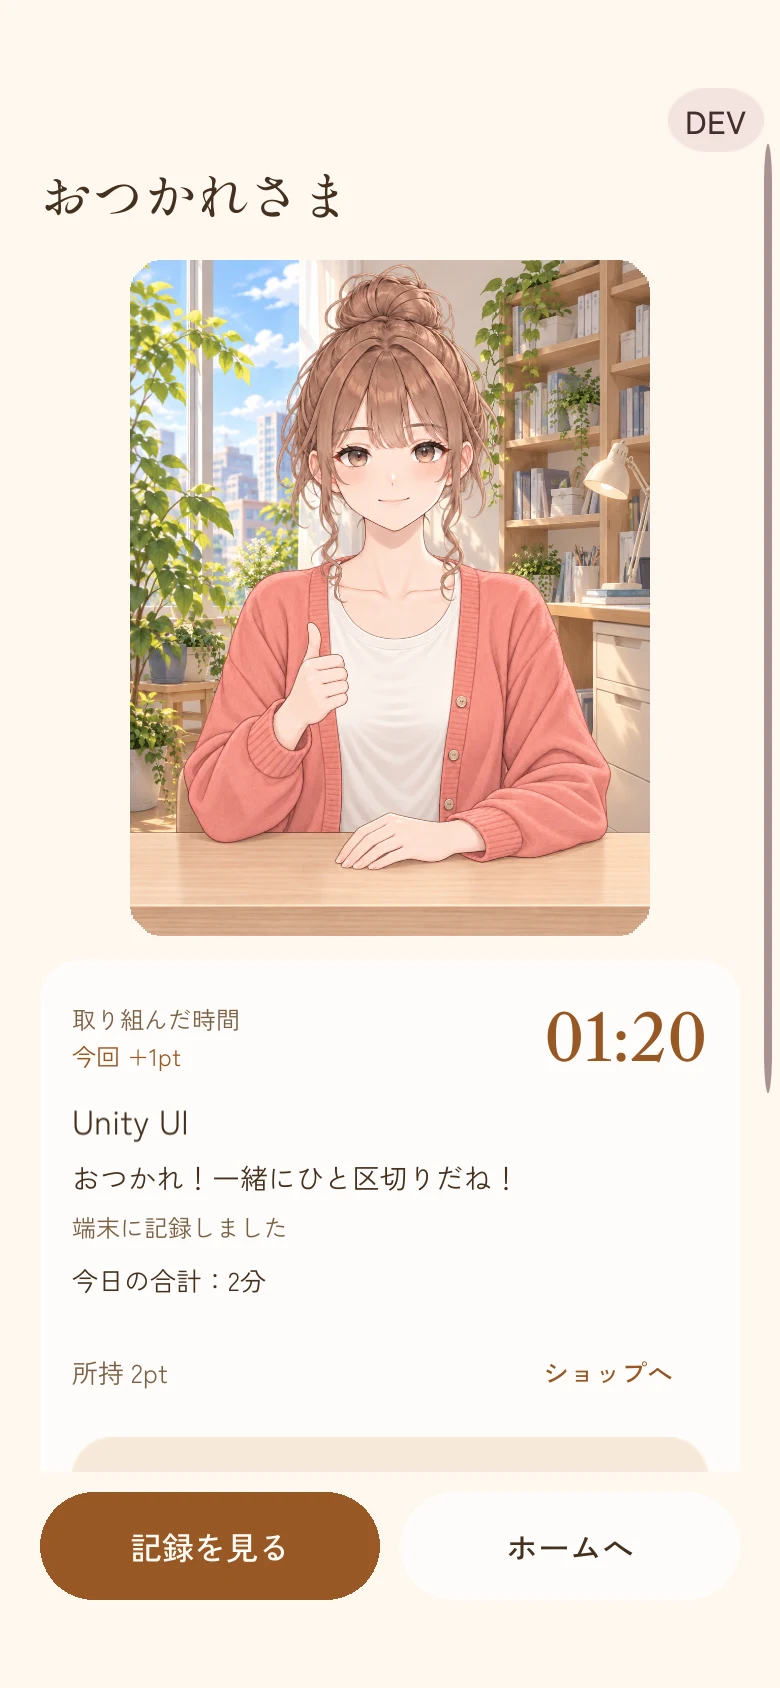 DEV
おつかれさま
取り組んだ時間
今回 +1pt
01:20
Unity UI
おつかれ！一緒にひと区切りだね！
端末に記録しました
今日の合計：2分
所持 2pt
ショップへ
記録を見る
ホームへ